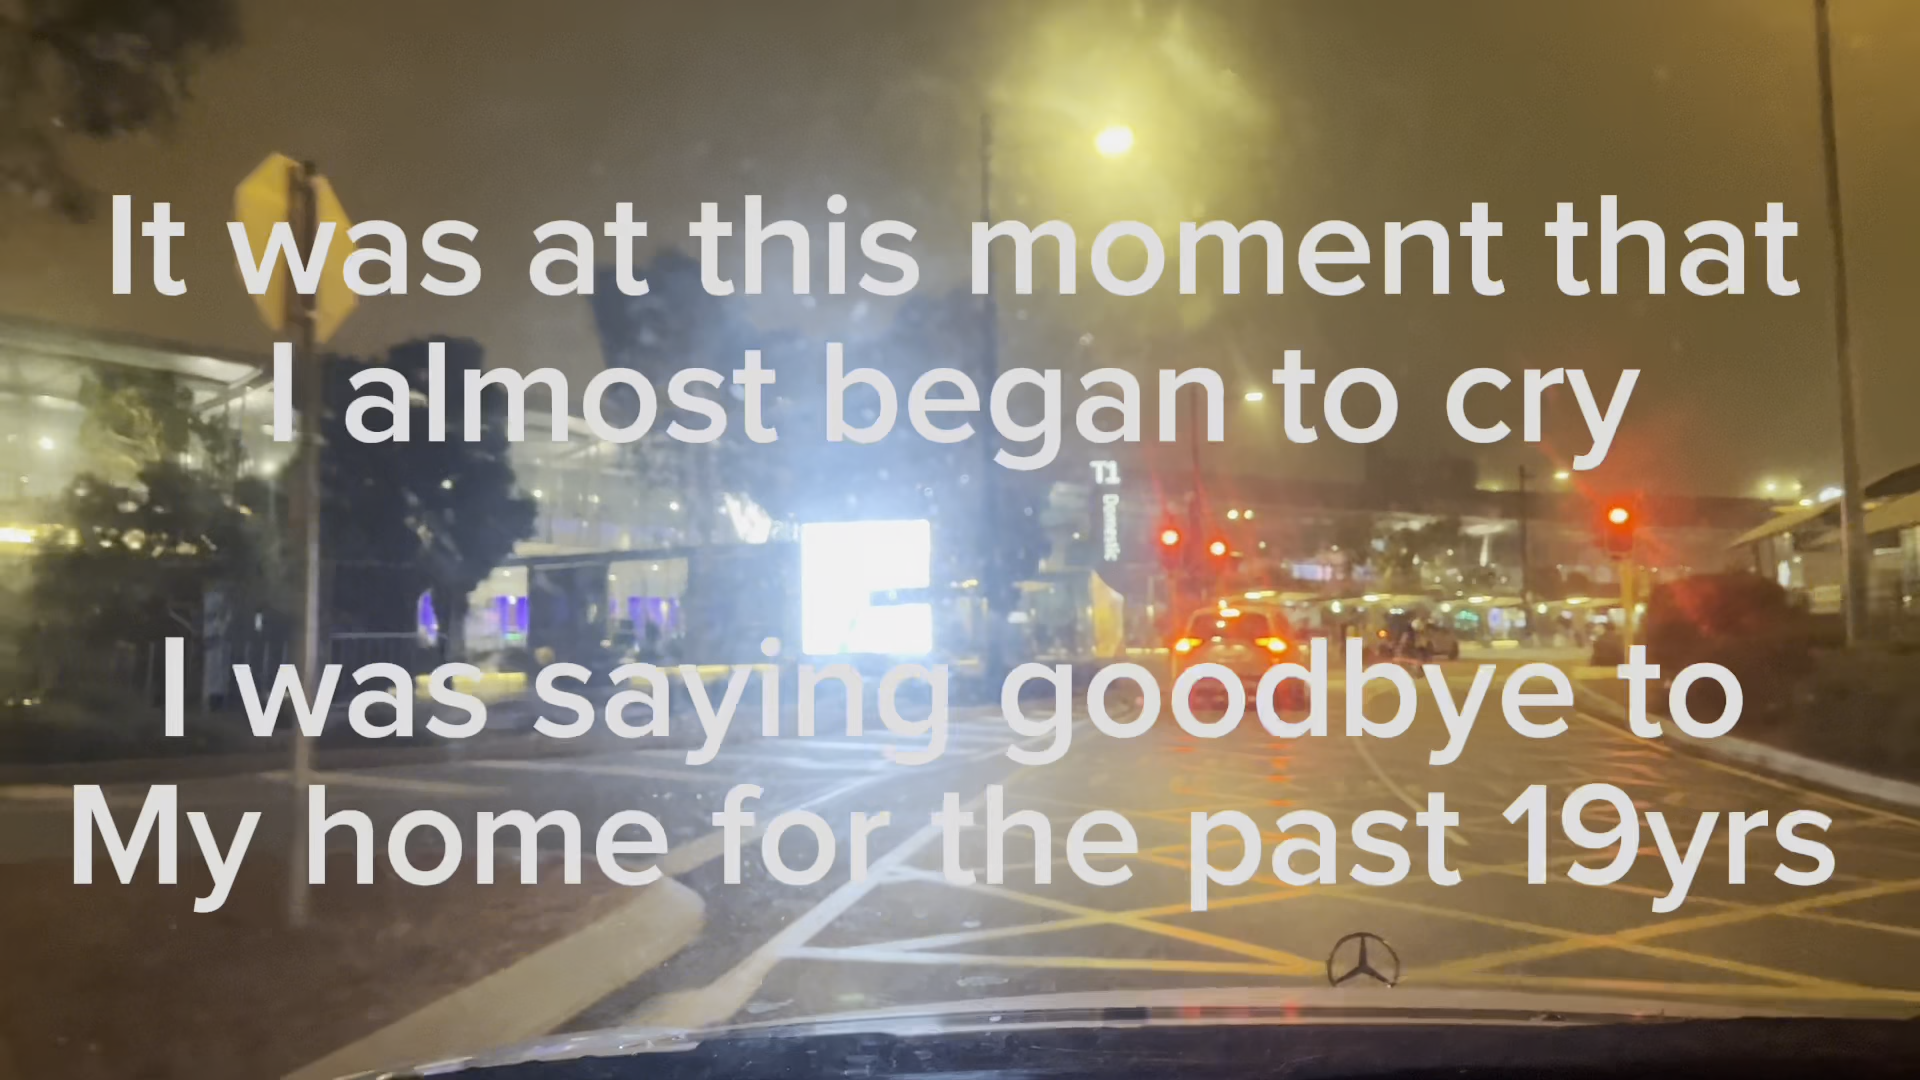 It was at this moment that
I almost began to cry
T1 Domestic
I was saying goodbye to
My home for the past 19yrs